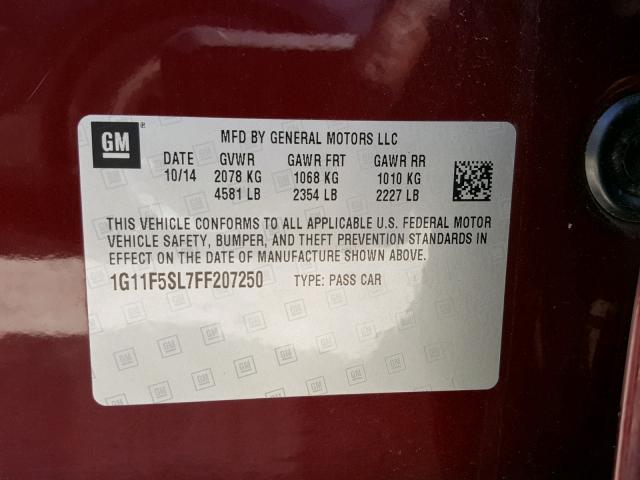 GM ® MFD BY GENERAL MOTORS LLC
DATE GVWR GAWR FRT GAWR RR
10/14 2078 KG 1068 KG 1010 KG
4581 LB 2354 LB 2227 LB
THIS VEHICLE CONFORMS TO ALL APPLICABLE U.S. FEDERAL MOTOR
VEHICLE SAFETY, BUMPER, AND THEFT PREVENTION STANDARDS IN
EFFECT ON THE DATE OF MANUFACTURE SHOWN ABOVE.
1G11F5SL7FF207250 TYPE: PASS CAR